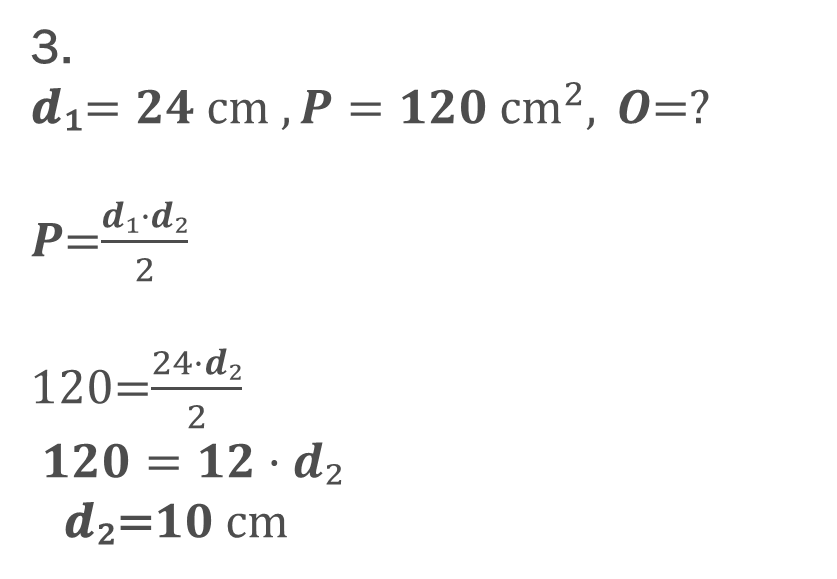 3.
d₁= 24 cm , P = 120 cm², O=?
P=d₁·d₂/2
120=24·d₂/2
120 = 12 · d₂
d₂=10 cm